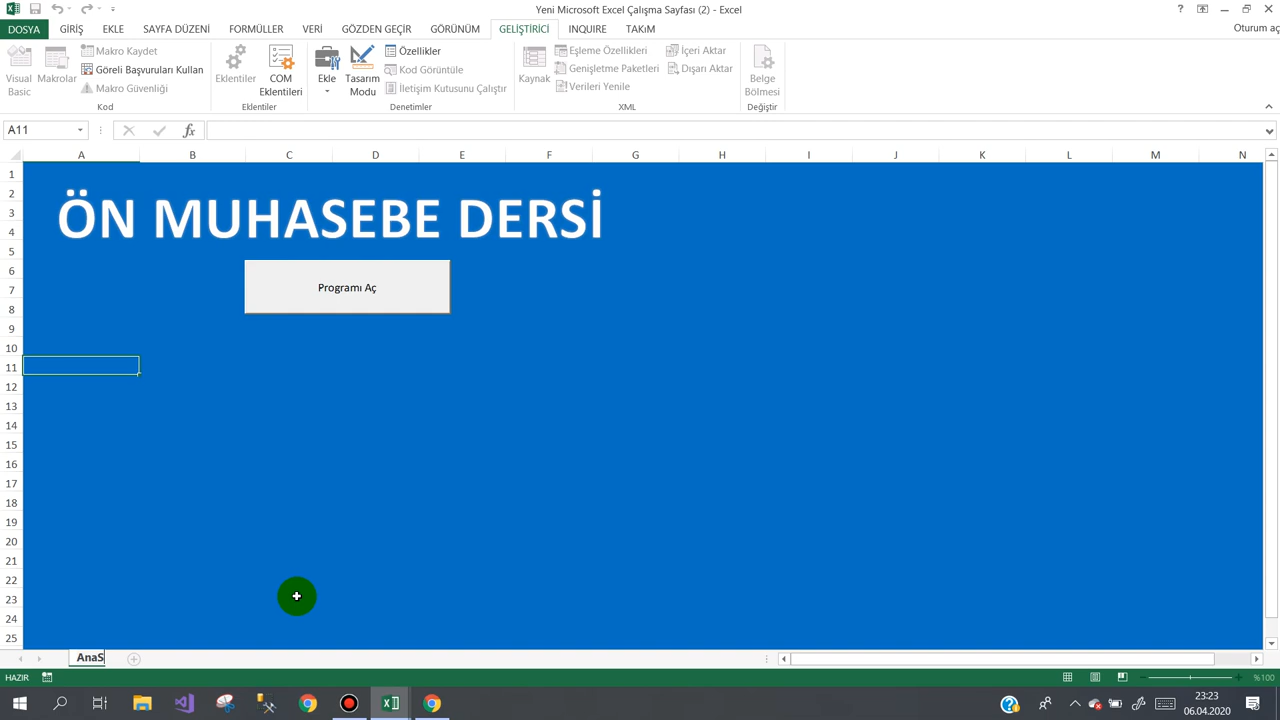 Yeni Microsoft Excel Çalışma Sayfası (2) - Excel
DOSYA GİRİŞ EKLE SAYFA DÜZENİ FORMÜLLER VERİ GÖZDEN GEÇİR GÖRÜNÜM GELİŞTİRİCİ INQUIRE TAKIM Oturum aç
Visual Basic
Makrolar
Makro Kaydet
Göreli Başvuruları Kullan
Makro Güvenliği
Kod
Eklentiler
COM Eklentileri
Eklentiler
Ekle
Tasarım Modu
Özellikler
Kod Görüntüle
İletişim Kutusunu Çalıştır
Denetimler
Kaynak
Eşleme Özellikleri
Genişletme Paketleri
Verileri Yenile
İçeri Aktar
Dışarı Aktar
XML
Belge Bölmesi
Değiştir
A11
fx
A B C D E F G H I J K L M N
1
2
3
4
5
6
7
8
9
10
11
12
13
14
15
16
17
18
19
20
21
22
23
24
25
ÖN MUHASEBE DERSİ
Programı Aç
AnaS
HAZIR
%100
23:23
06.04.2020